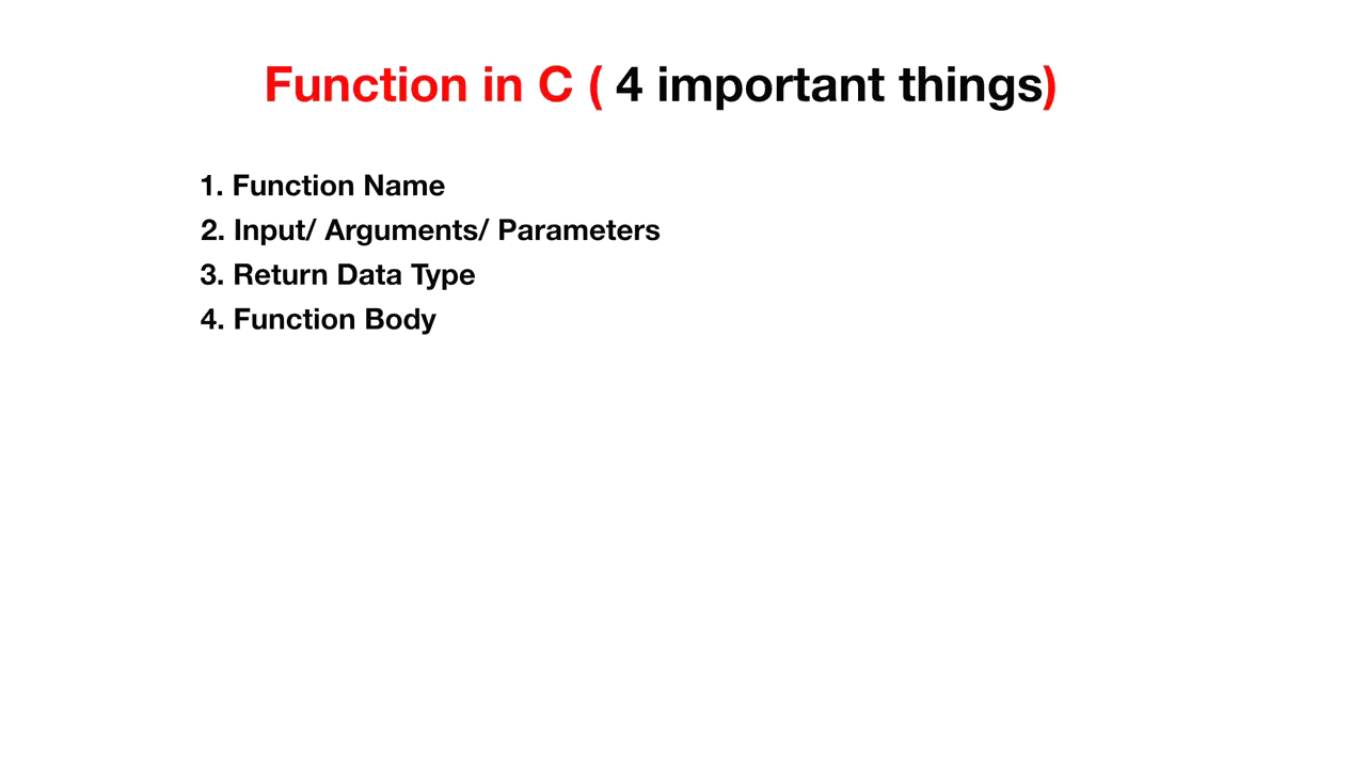 Function in C ( 4 important things)
1. Function Name
2. Input/ Arguments/ Parameters
3. Return Data Type
4. Function Body